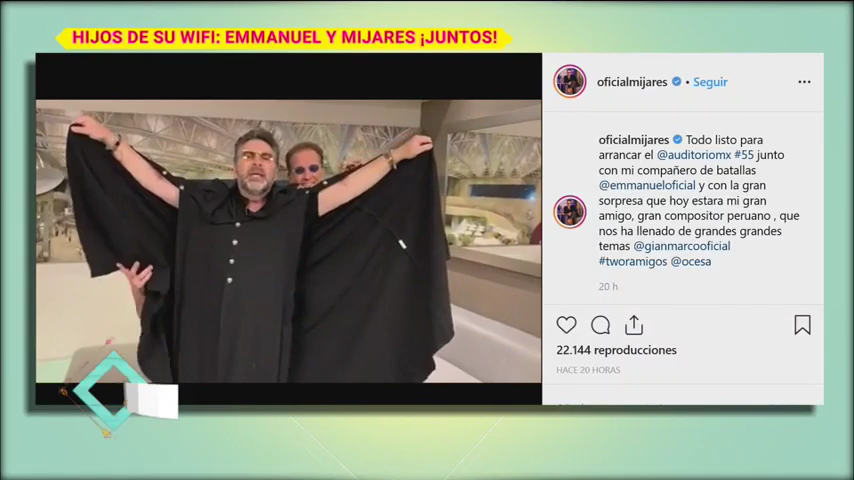 HIJOS DE SU WIFI: EMMANUEL Y MIJARES ¡JUNTOS!
oficialmijares • Seguir
oficialmijares Todo listo para
arrancar el @auditoriomx #55 junto
con mi compañero de batallas
@emmanueloficial y con la gran
sorpresa que hoy estara mi gran
amigo, gran compositor peruano , que
nos ha llenado de grandes grandes
temas @gianmarcooficial
#tworamigos @ocesa
20 h
22.144 reproducciones
HACE 20 HORAS